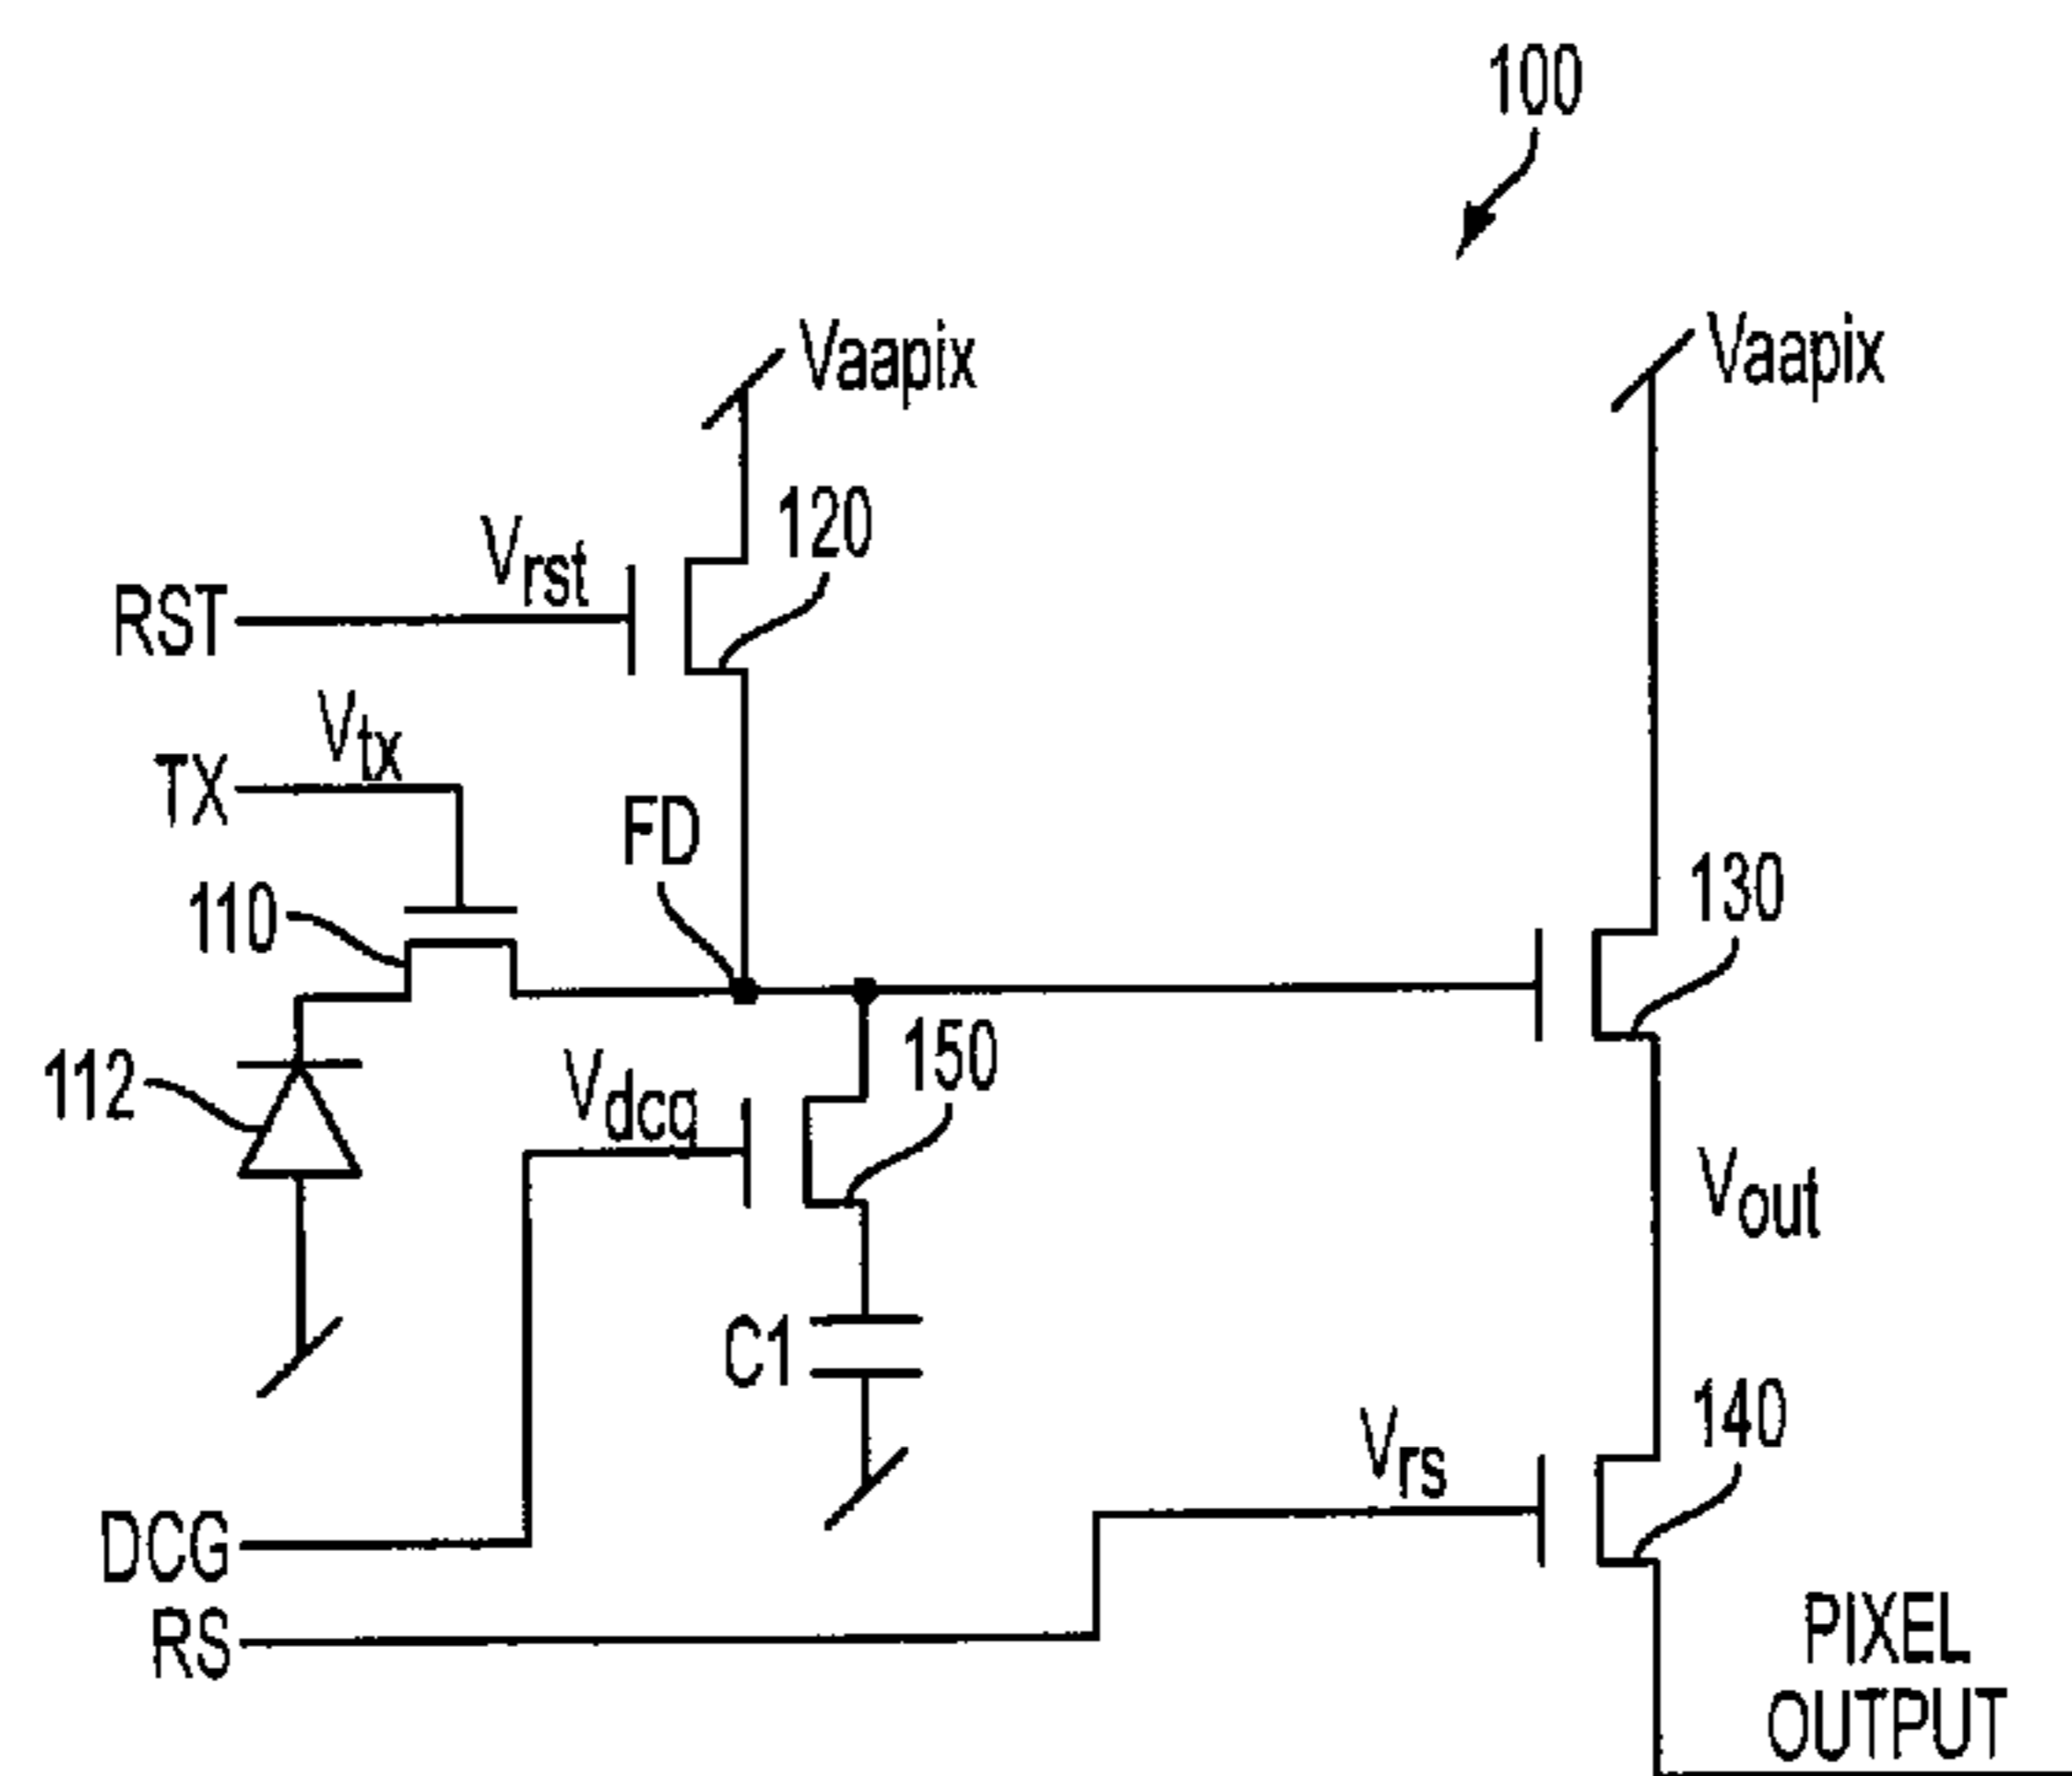 100
Vaapix
Vaapix
120
Vrst
RST
Vtx
TX
FD
110
130
150
112
Vdcg
Vout
C1
140
Vrs
DCG
RS
PIXEL
OUTPUT